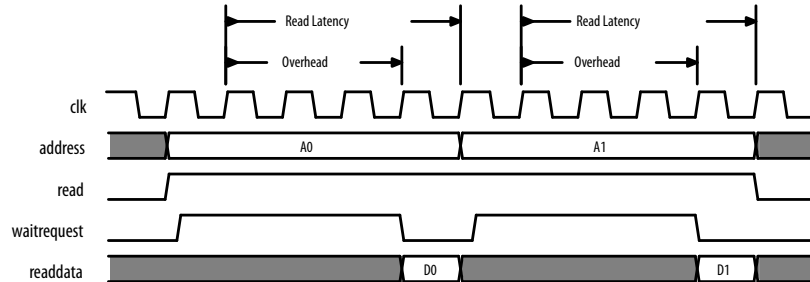 Read Latency Read Latency
Overhead Overhead
clk
address A0 A1
read
waitrequest
readdata D0 D1